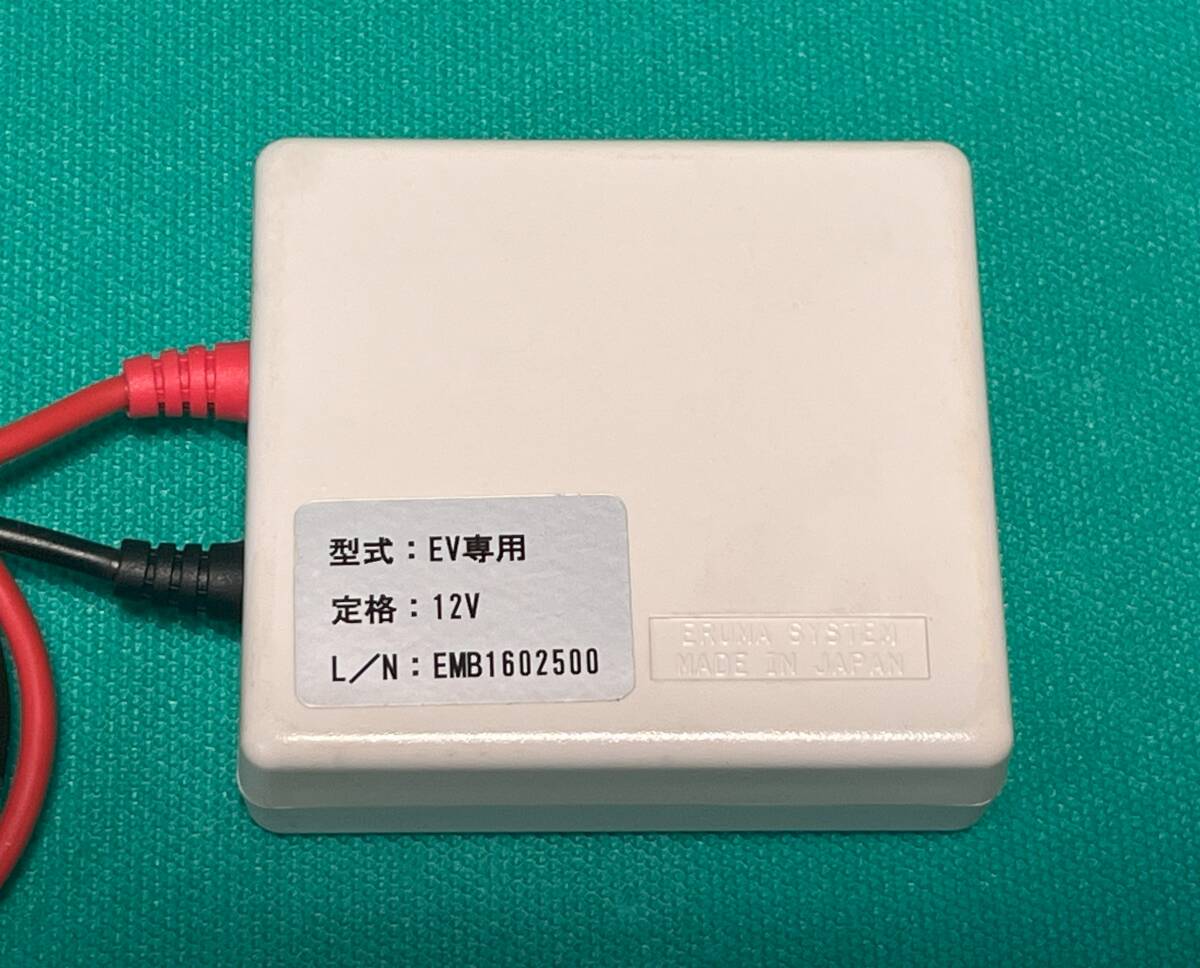 型式：EV専用
定格：12V
L／N：EMB1602500
ERUMA SYSTEM
MADE IN JAPAN